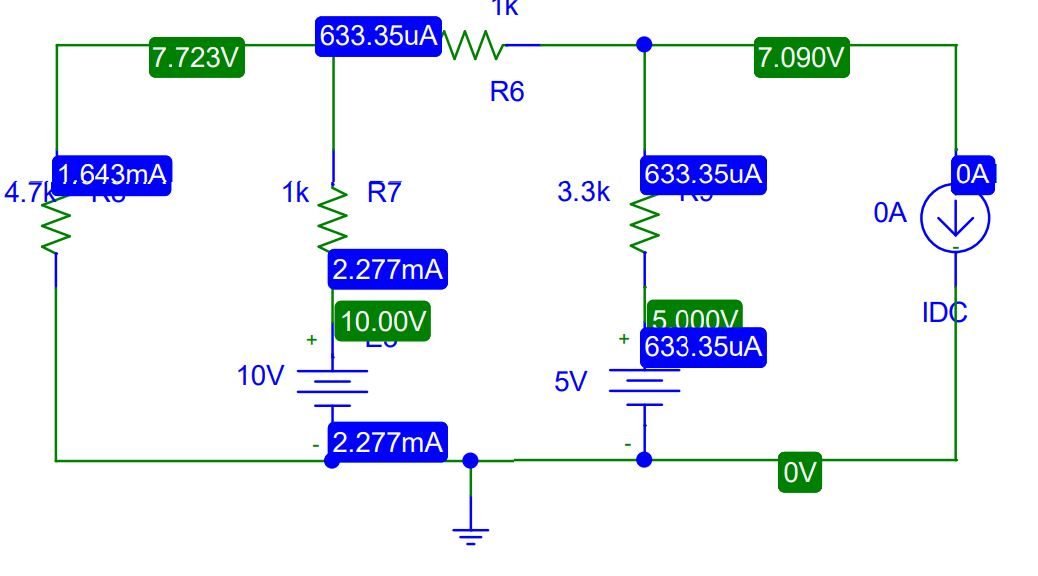 1k
633.35uA
7.723V
7.090V
R6
1.643mA
4.7k
1k
R7
3.3k
633.35uA
0A
0A
2.277mA
10.00V
5.000V
IDC
+
+
633.35uA
10V
5V
-
-
2.277mA
0V